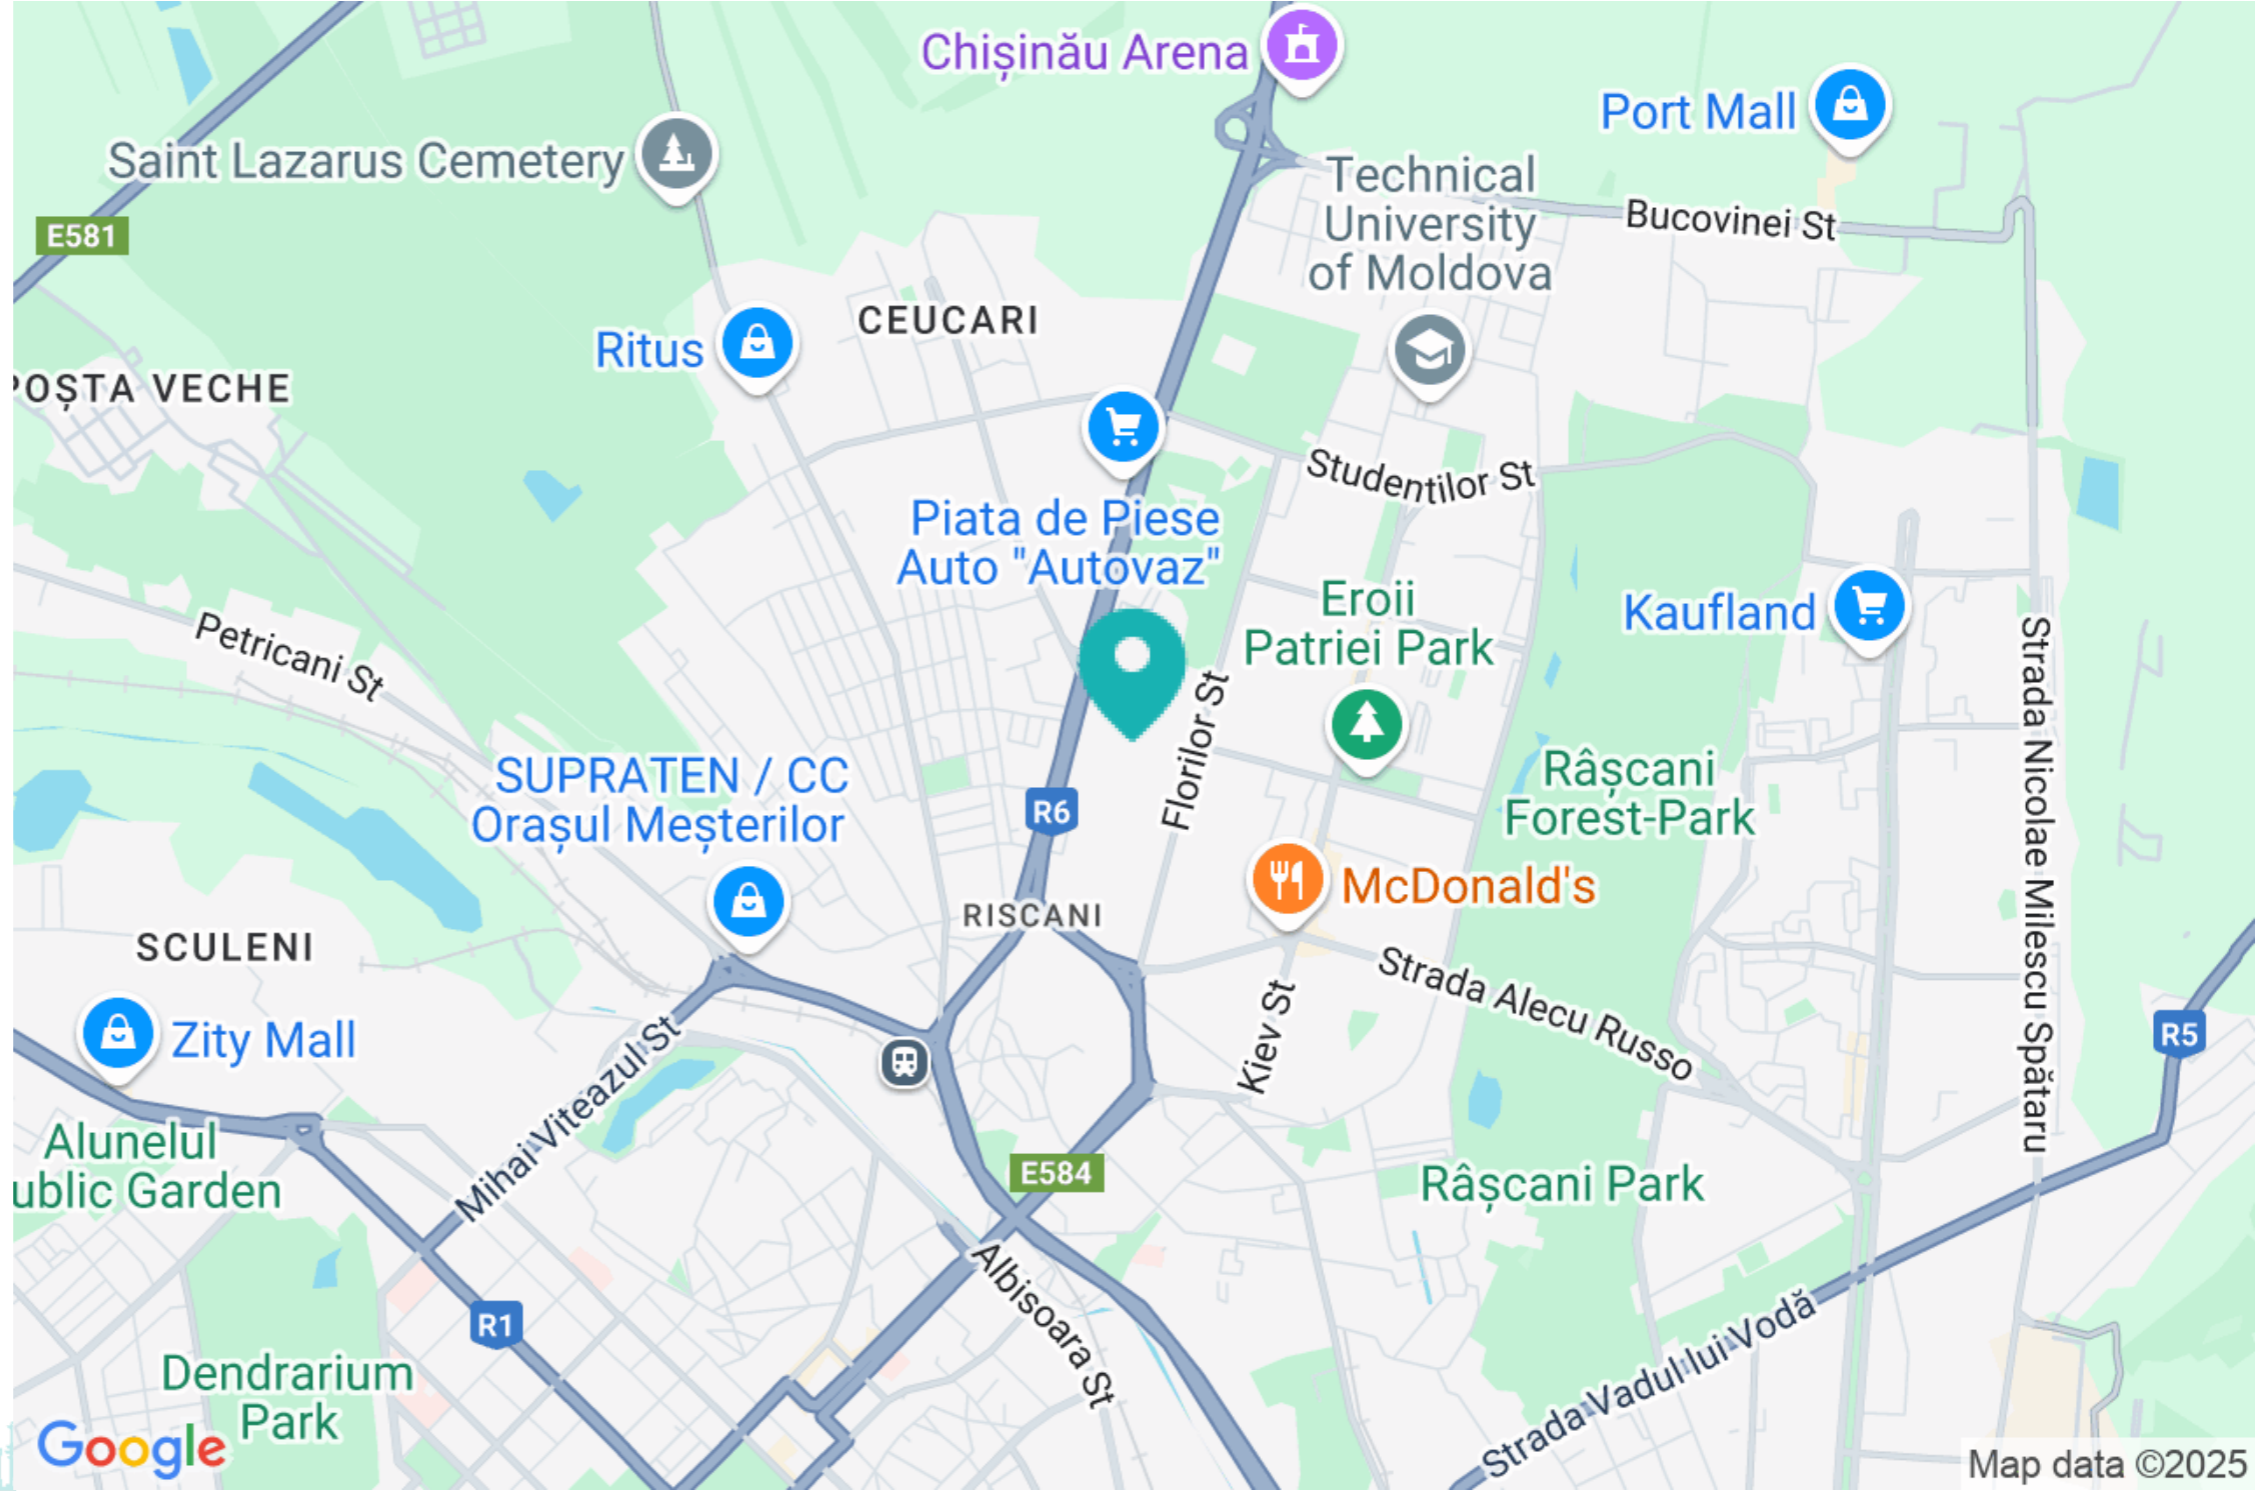 Chișinău Arena
Port Mall
Saint Lazarus Cemetery
Technical
University
of Moldova
Bucovinei St
E581
CEUCARI
Ritus
POȘTA VECHE
Studentilor St
Piata de Piese
Auto "Autovaz"
Eroii
Patriei Park
Kaufland
Petricani St
Florilor St
Strada Nicolae Milescu Spătaru
SUPRATEN / CC
Orașul Meșterilor
R6
Râșcani
Forest-Park
McDonald's
RISCANI
SCULENI
Strada Alecu Russo
Zity Mall
Kiev St
R5
Mihai Viteazul St
Alunelul
ublic Garden
E584
Râșcani Park
Albisoara St
R1
Strada Vadul lui Vodă
Dendrarium
Park
Google
Map data ©2025